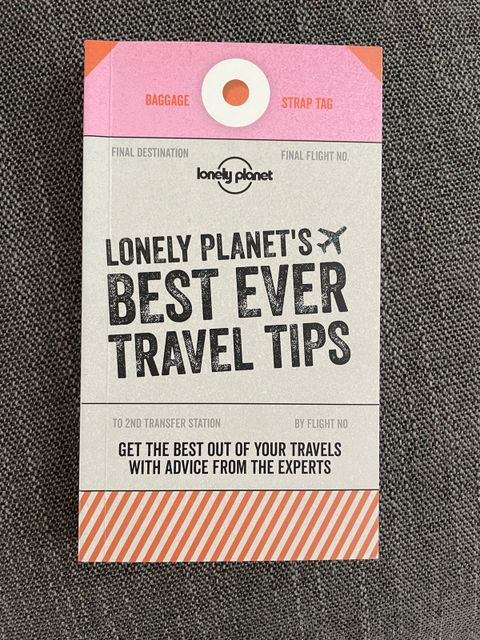 BAGGAGE STRAP TAG
FINAL DESTINATION FINAL FLIGHT NO.
lonely planet
LONELY PLANET'S
BEST EVER
TRAVEL TIPS
TO 2ND TRANSFER STATION BY FLIGHT NO
GET THE BEST OUT OF YOUR TRAVELS
WITH ADVICE FROM THE EXPERTS